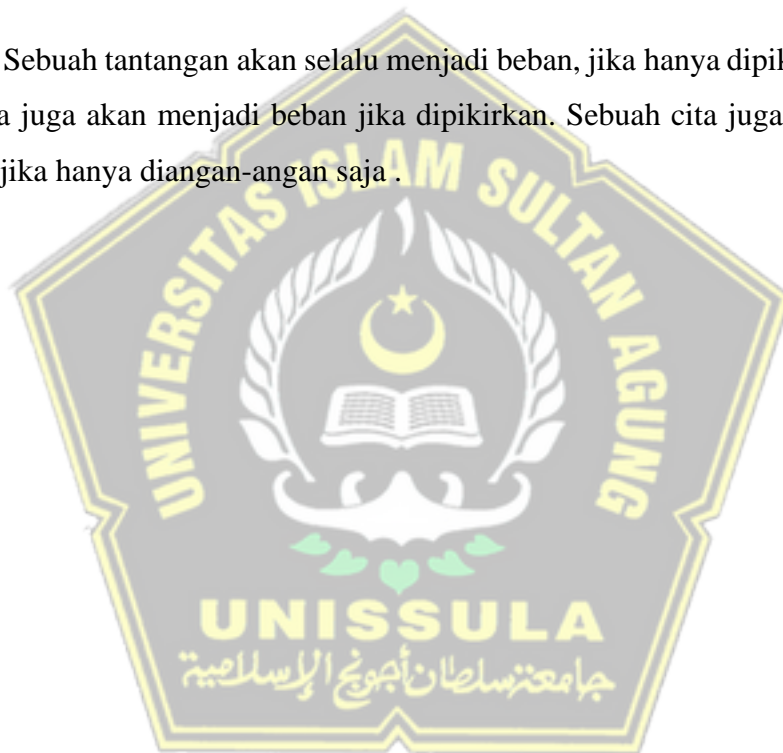 Sebuah tantangan akan selalu menjadi beban, jika hanya
juga akan menjadi beban jika dipikirkan. Sebuah cita juga
jika hanya diangan-angan saja .
UNIVERSITAS ISLAM SULTAN AGUNG
UNISSULA
جامعة سلطان أجونج الإسلامية